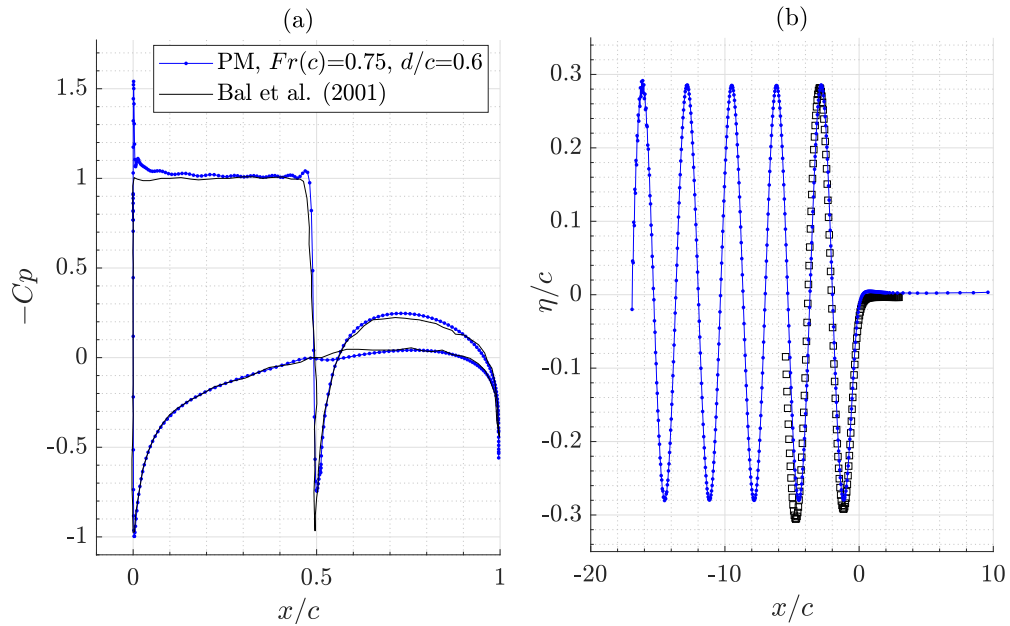 (a)
PM, Fr(c)=0.75, d/c=0.6
Bal et al. (2001)
1.5
1
0.5
0
-0.5
-1
−Cp
0
0.5
1
x/c
(b)
0.3
0.2
0.1
0
-0.1
-0.2
-0.3
η/c
-20
-10
0
10
x/c